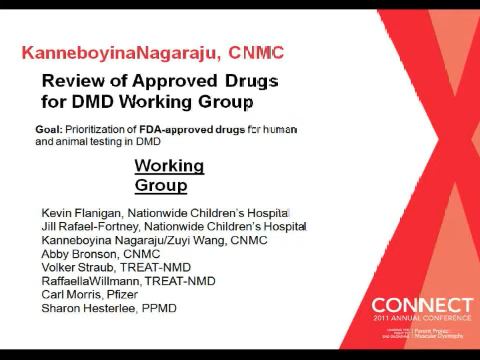 KanneboyinaNagaraju, CNMC
Review of Approved Drugs
for DMD Working Group
Goal: Prioritization of FDA-approved drugs for human
and animal testing in DMD
Working
Group
Kevin Flanigan, Nationwide Children's Hospital
Jill Rafael-Fortney, Nationwide Children's Hospital
Kanneboyina Nagaraju/Zuyi Wang, CNMC
Abby Bronson, CNMC
Volker Straub, TREAT-NMD
RaffaellaWillmann, TREAT-NMD
Carl Morris, Pfizer
Sharon Hesterlee, PPMD
CONNECT
2011 ANNUAL CONFERENCE
Parent Project
Muscular Dystrophy